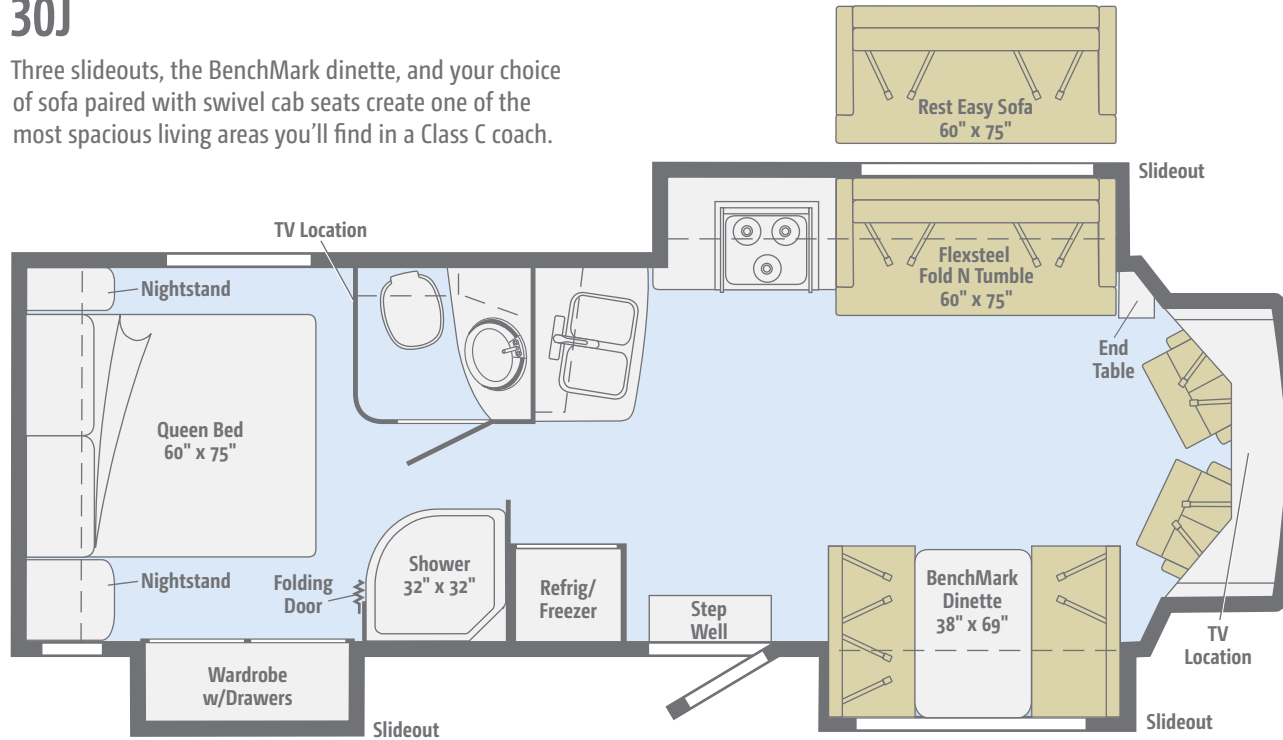 30J
Three slideouts, the BenchMark dinette, and your choice
of sofa paired with swivel cab seats create one of the
most spacious living areas you’ll find in a Class C coach.
Rest Easy Sofa
60" x 75"
Slideout
TV Location
Nightstand
Flexsteel
Fold N Tumble
60" x 75"
End
Table
Queen Bed
60" x 75"
Nightstand
Folding
Door
Shower
32" x 32"
Refrig/
Freezer
Step
Well
BenchMark
Dinette
38" x 69"
TV
Location
Wardrobe
w/Drawers
Slideout
Slideout